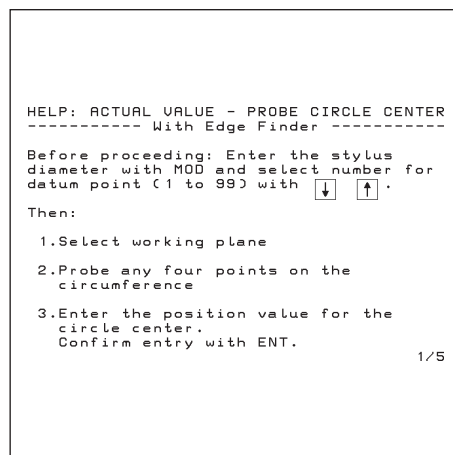 HELP: ACTUAL VALUE - PROBE CIRCLE CENTER
----------- With Edge Finder -----------
Before proceeding: Enter the stylus
diameter with MOD and select number for
datum point (1 to 99) with ↓ ↑ .
Then:
1.Select working plane
2.Probe any four points on the
circumference
3.Enter the position value for the
circle center.
Confirm entry with ENT.
1/5